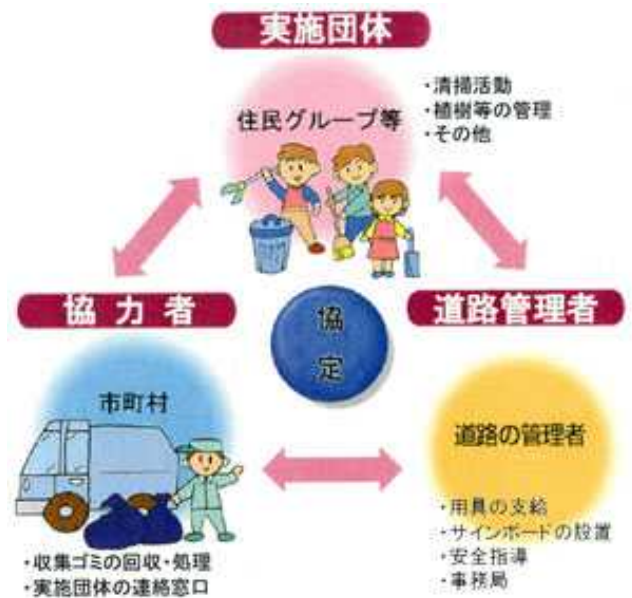 実施団体
住民グループ等
・清掃活動
・植樹等の管理
・その他
協力者
市町村
・収集ゴミの回収・処理
・実施団体の連絡窓口
協定
道路管理者
道路の管理者
・用具の支給
・サインボードの設置
・安全指導
・事務局